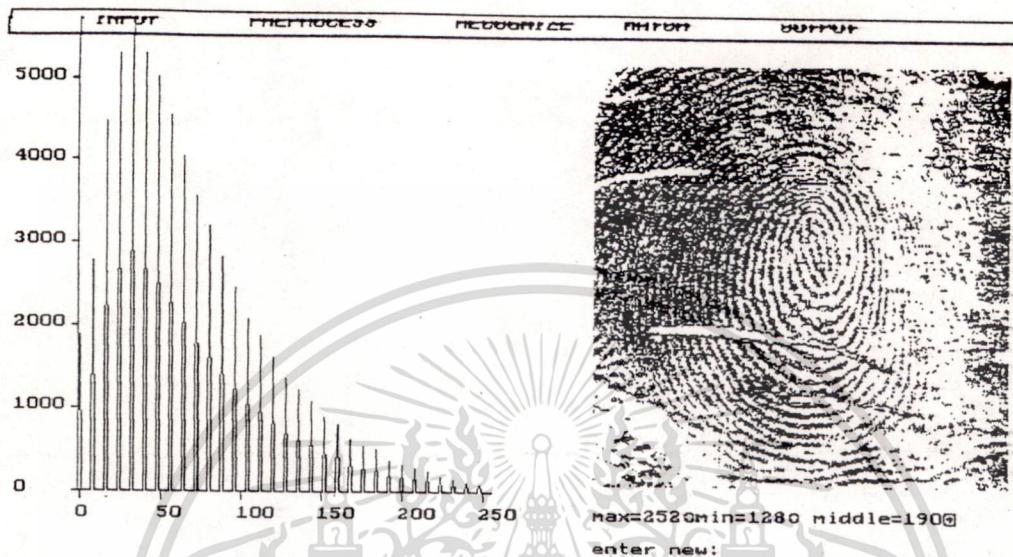 INPUT PREPROCESS RECOGNIZE MATCH OUTPUT
5000
4000
3000
2000
1000
0
0 50 100 150 200 250
max=2520min=1280 middle=190
enter new: